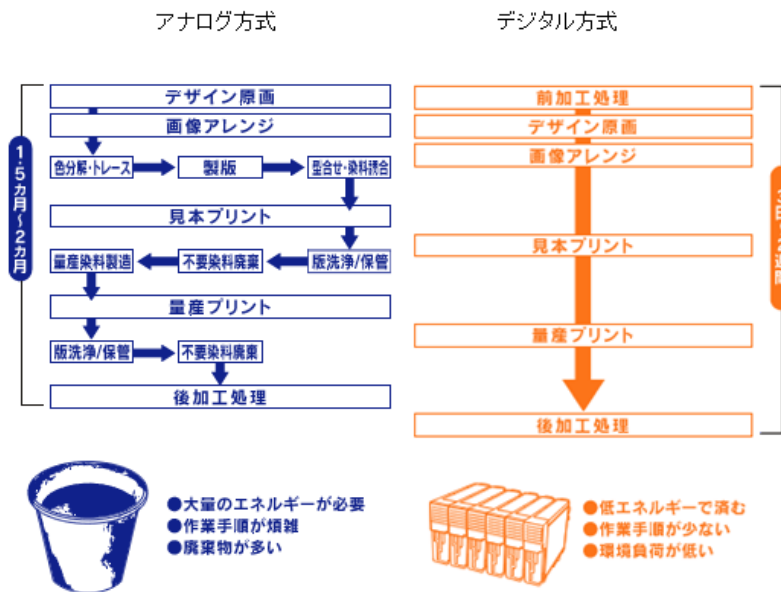 アナログ方式
デジタル方式
1.5カ月〜2カ月
デザイン原画
画像アレンジ
色分解・トレース
製版
型合せ・染料誘合
見本プリント
量産染料製造
不要染料廃棄
版洗浄/保管
量産プリント
版洗浄/保管
不要染料廃棄
後加工処理
●大量のエネルギーが必要
●作業手順が煩雑
●廃棄物が多い
前加工処理
デザイン原画
画像アレンジ
見本プリント
量産プリント
後加工処理
●低エネルギーで済む
●作業手順が少ない
●環境負荷が低い